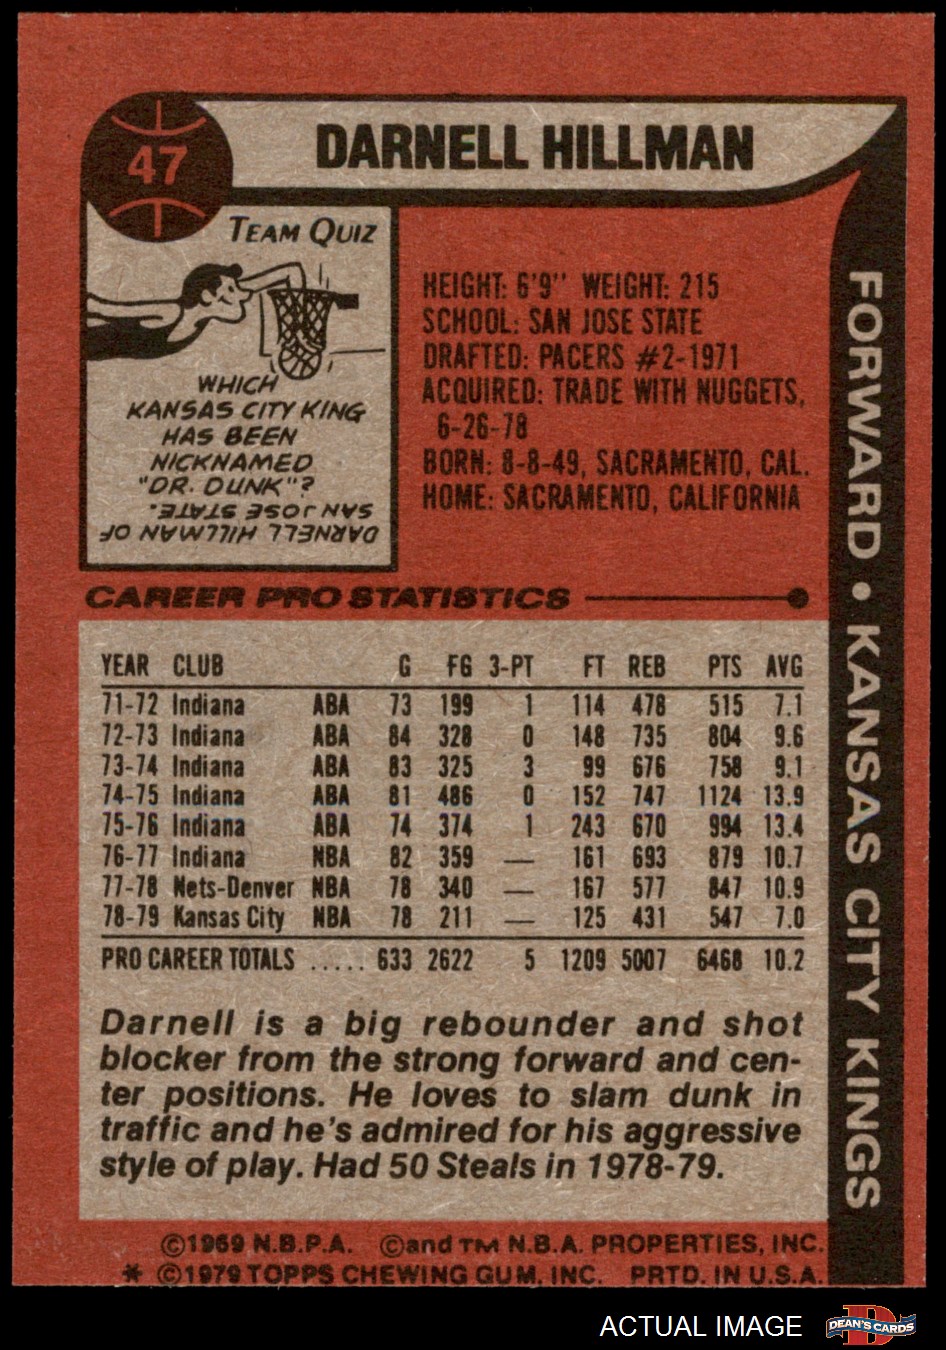 47
DARNELL HILLMAN
TEAM QUIZ
WHICH
KANSAS CITY KING
HAS BEEN
NICKNAMED
"DR. DUNK"?
DARNELL HILLMAN OF
SAN JOSE STATE.
HEIGHT: 6'9" WEIGHT: 215
SCHOOL: SAN JOSE STATE
DRAFTED: PACERS #2-1971
ACQUIRED: TRADE WITH NUGGETS,
6-26-78
BORN: 8-8-49, SACRAMENTO, CAL.
HOME: SACRAMENTO, CALIFORNIA
FORWARD • KANSAS CITY KINGS
CAREER PRO STATISTICS
YEAR CLUB G FG 3-PT FT REB PTS AVG
71-72 Indiana ABA 73 199 1 114 478 515 7.1
72-73 Indiana ABA 84 328 0 148 735 804 9.6
73-74 Indiana ABA 83 325 3 99 676 758 9.1
74-75 Indiana ABA 81 486 0 152 747 1124 13.9
75-76 Indiana ABA 74 374 1 243 670 994 13.4
76-77 Indiana NBA 82 359 — 161 693 879 10.7
77-78 Nets-Denver NBA 78 340 — 167 577 847 10.9
78-79 Kansas City NBA 78 211 — 125 431 547 7.0
PRO CAREER TOTALS ..... 633 2622 5 1209 5007 6468 10.2
Darnell is a big rebounder and shot
blocker from the strong forward and cen-
ter positions. He loves to slam dunk in
traffic and he's admired for his aggressive
style of play. Had 50 Steals in 1978-79.
©1969 N.B.P.A. ©and TM N.B.A. PROPERTIES, INC.
* ©1979 TOPPS CHEWING GUM, INC. PRTD. IN U.S.A.
ACTUAL IMAGE
D
DEAN'S CARDS